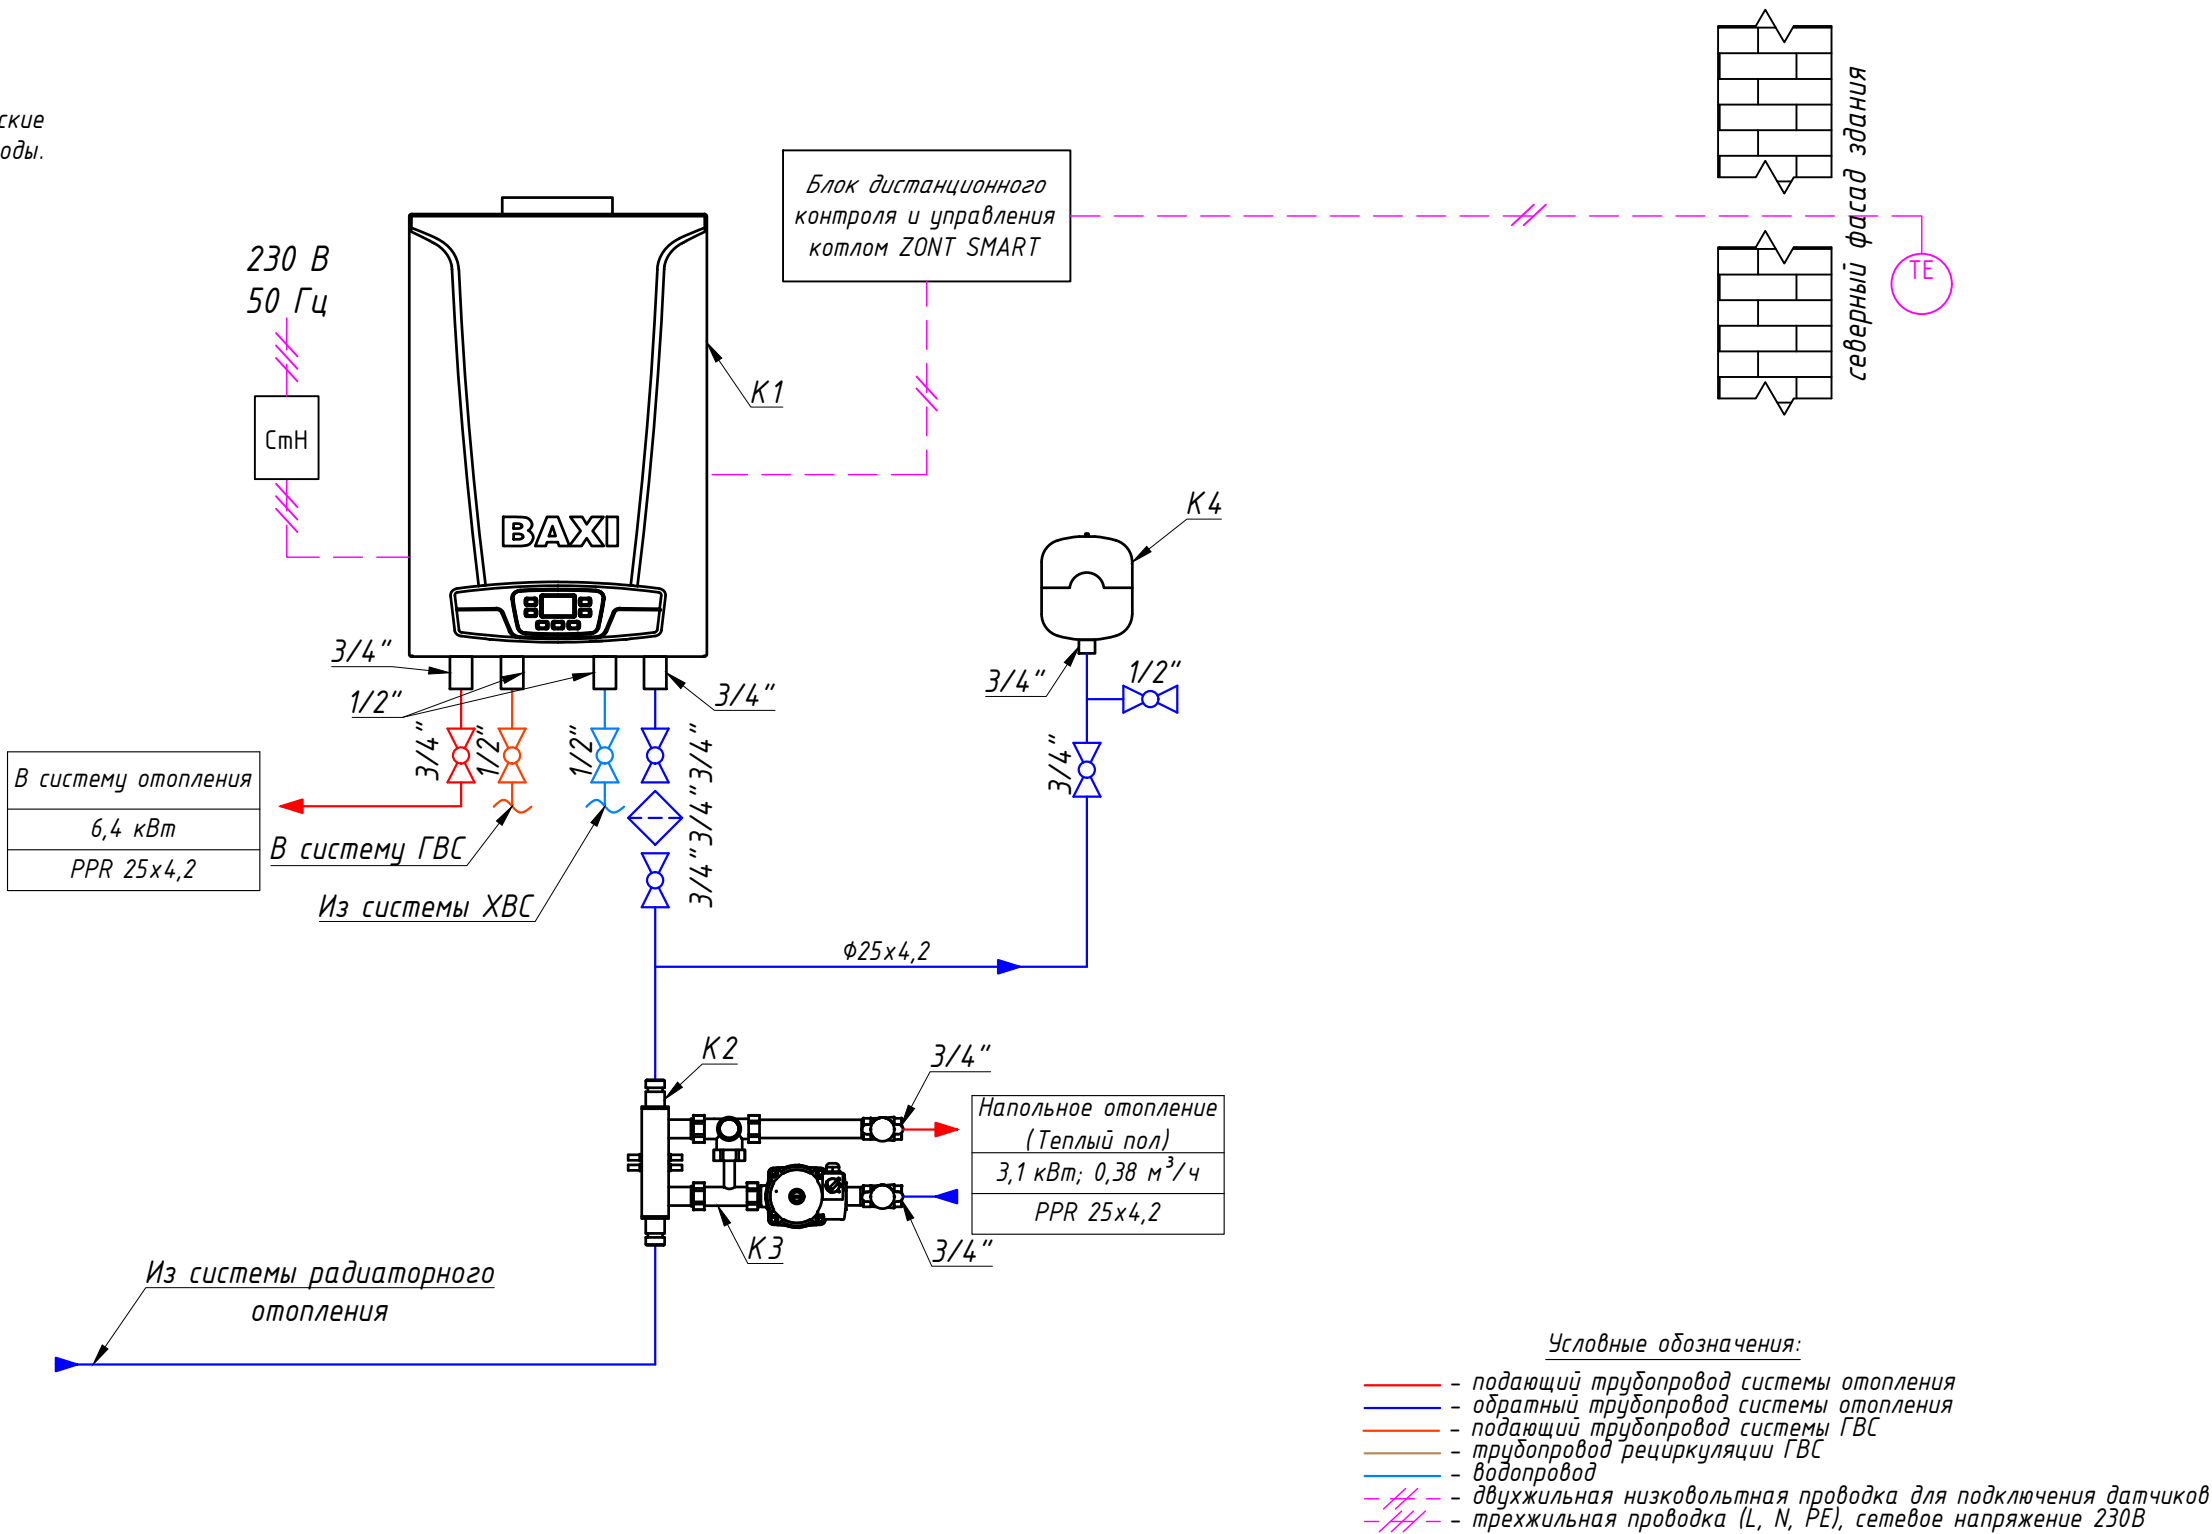 ские
оды.
230 В
50 Гц
СтН
Блок дистанционного
контроля и управления
котлом ZONT SMART
северный фасад здания
TE
К1
BAXI
К4
3/4"
1/2"
3/4"
3/4"
1/2"
3/4"
1/2"
1/2"
3/4"
3/4"
3/4"
3/4"
В систему отопления
6,4 кВт
PPR 25x4,2
В систему ГВС
Из системы ХВС
Ф25x4,2
К2
3/4"
Напольное отопление
(Теплый пол)
3,1 кВт; 0,38 м³/ч
PPR 25x4,2
К3
3/4"
Из системы радиаторного
отопления
Условные обозначения:
- подающий трубопровод системы отопления
- обратный трубопровод системы отопления
- подающий трубопровод системы ГВС
- трубопровод рециркуляции ГВС
- водопровод
- двухжильная низковольтная проводка для подключения датчиков
- трехжильная проводка (L, N, PE), сетевое напряжение 230В